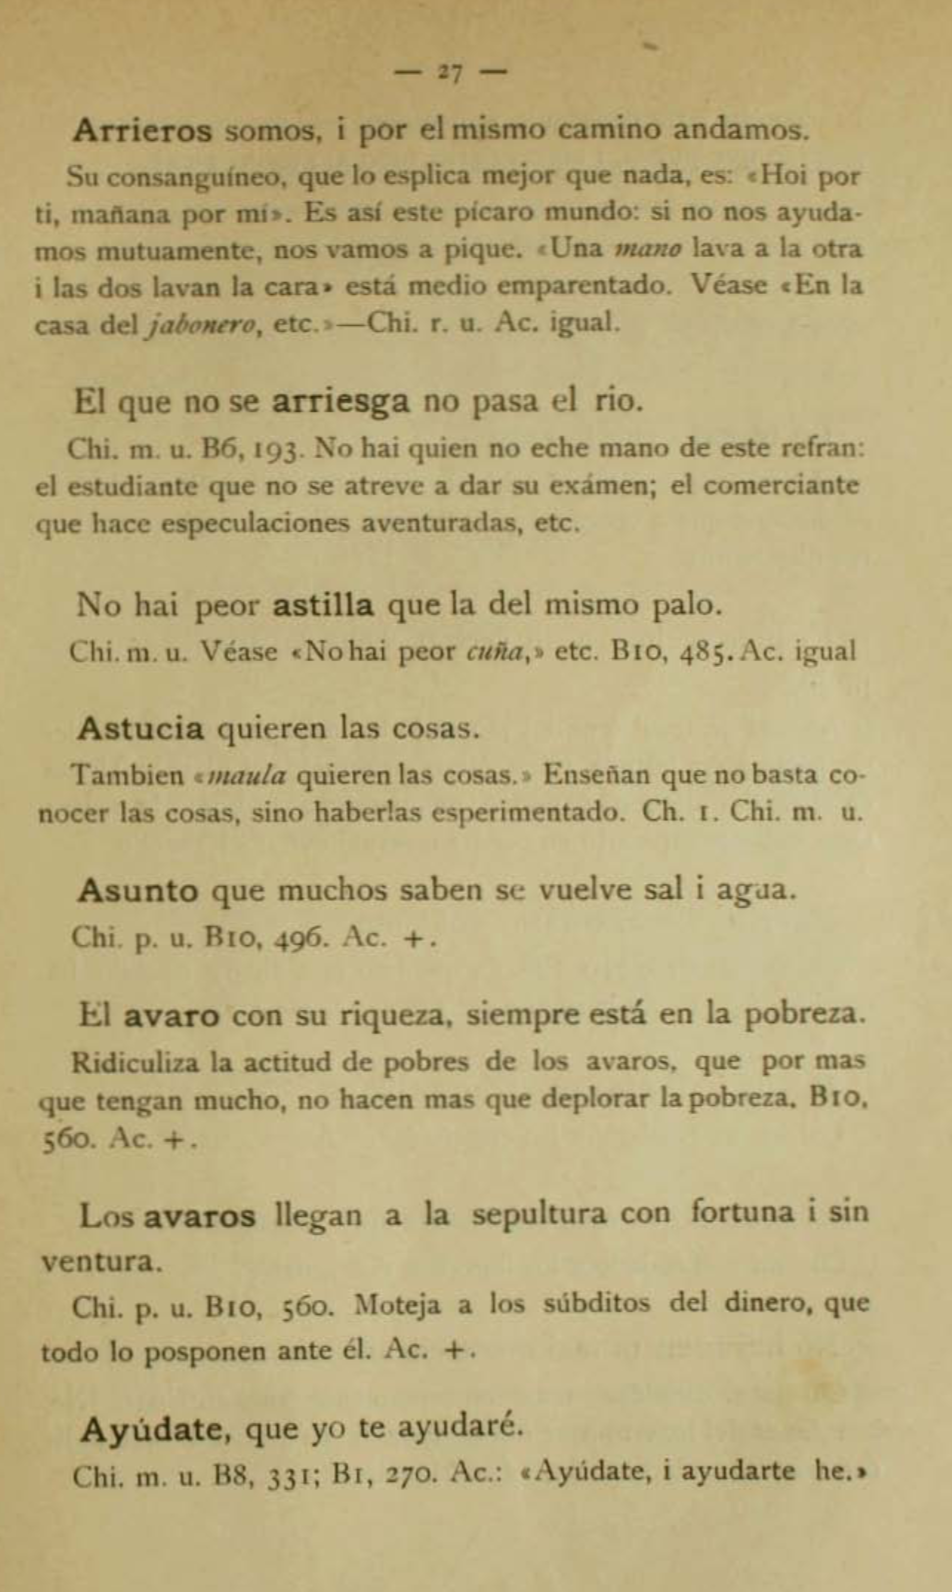 — 27 —
Arrieros somos, i por el mismo camino andamos.
Su consanguíneo, que lo esplica mejor que nada, es: «Hoi por
ti, mañana por mí». Es así este pícaro mundo: si no nos ayuda-
mos mutuamente, nos vamos a pique. «Una mano lava a la otra
i las dos lavan la cara» está medio emparentado. Véase «En la
casa del jabonero, etc.»—Chi. r. u. Ac. igual.
El que no se arriesga no pasa el rio.
Chi. m. u. B6, 193. No hai quien no eche mano de este refran:
el estudiante que no se atreve a dar su exámen; el comerciante
que hace especulaciones aventuradas, etc.
No hai peor astilla que la del mismo palo.
Chi. m. u. Véase «No hai peor cuña,» etc. B10, 485. Ac. igual
Astucia quieren las cosas.
Tambien «maula quieren las cosas.» Enseñan que no basta co-
nocer las cosas, sino haberlas esperimentado. Ch. 1. Chi. m. u.
Asunto que muchos saben se vuelve sal i agua.
Chi. p. u. B10, 496. Ac. +.
El avaro con su riqueza, siempre está en la pobreza.
Ridiculiza la actitud de pobres de los avaros, que por mas
que tengan mucho, no hacen mas que deplorar la pobreza. B10,
560. Ac. +.
Los avaros llegan a la sepultura con fortuna i sin
ventura.
Chi. p. u. B10, 560. Moteja a los súbditos del dinero, que
todo lo posponen ante él. Ac. +.
Ayúdate, que yo te ayudaré.
Chi. m. u. B8, 331; B1, 270. Ac.: «Ayúdate, i ayudarte he.»